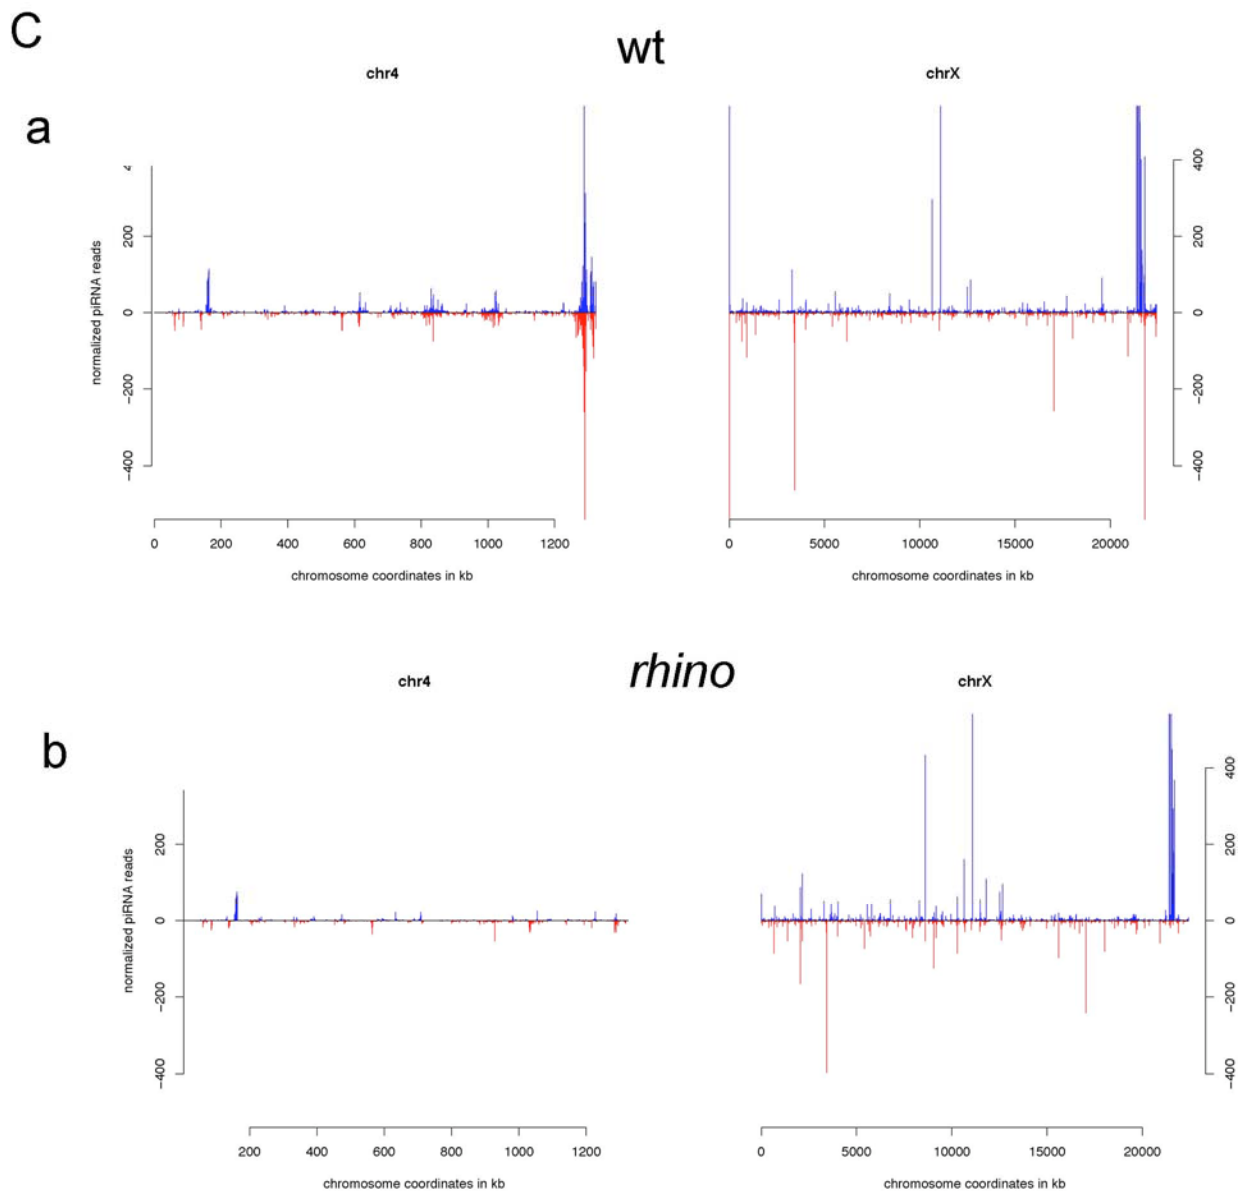 C
wt
chr4
chrX
a
4
200
0
−200
−400
normalized piRNA reads
400
200
0
−200
−400
0 200 400 600 800 1000 1200
0 5000 10000 15000 20000
chromosome coordinates in kb
chromosome coordinates in kb
rhino
chr4
chrX
b
200
0
−200
−400
normalized piRNA reads
400
200
0
−200
−400
200 400 600 800 1000 1200
0 5000 10000 15000 20000
chromosome coordinates in kb
chromosome coordinates in kb